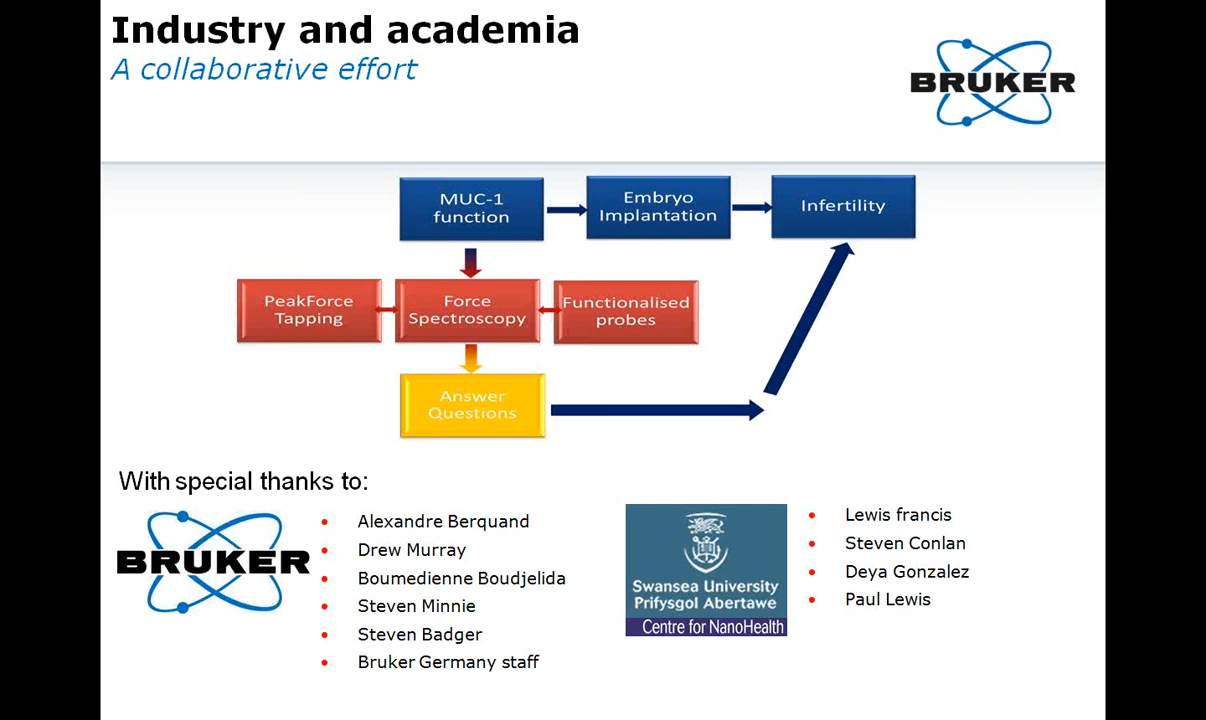 Industry and academia
A collaborative effort
BRUKER
MUC-1
function
Embryo
Implantation
Infertility
PeakForce
Tapping
Force
Spectroscopy
Functionalised
probes
Answer
Questions
With special thanks to:
BRUKER
• Alexandre Berquand
• Drew Murray
• Boumedienne Boudjelida
• Steven Minnie
• Steven Badger
• Bruker Germany staff
Swansea University
Prifysgol Abertawe
Centre for NanoHealth
• Lewis francis
• Steven Conlan
• Deya Gonzalez
• Paul Lewis